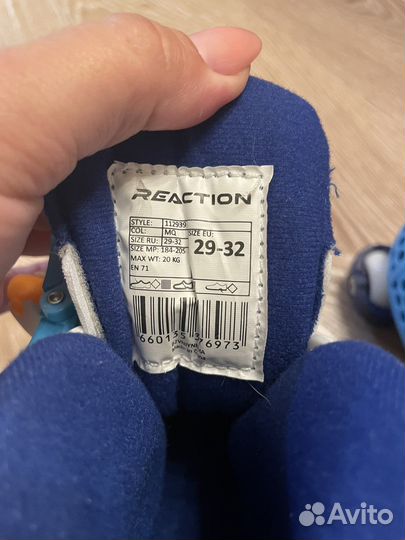 REACTION
STYLE: 112939
COL: MQ SIZE EU:
SIZE RU: 29-32 29-32
SIZE MP: 184-205
MAX WT: 20 KG
EN 71
Avito